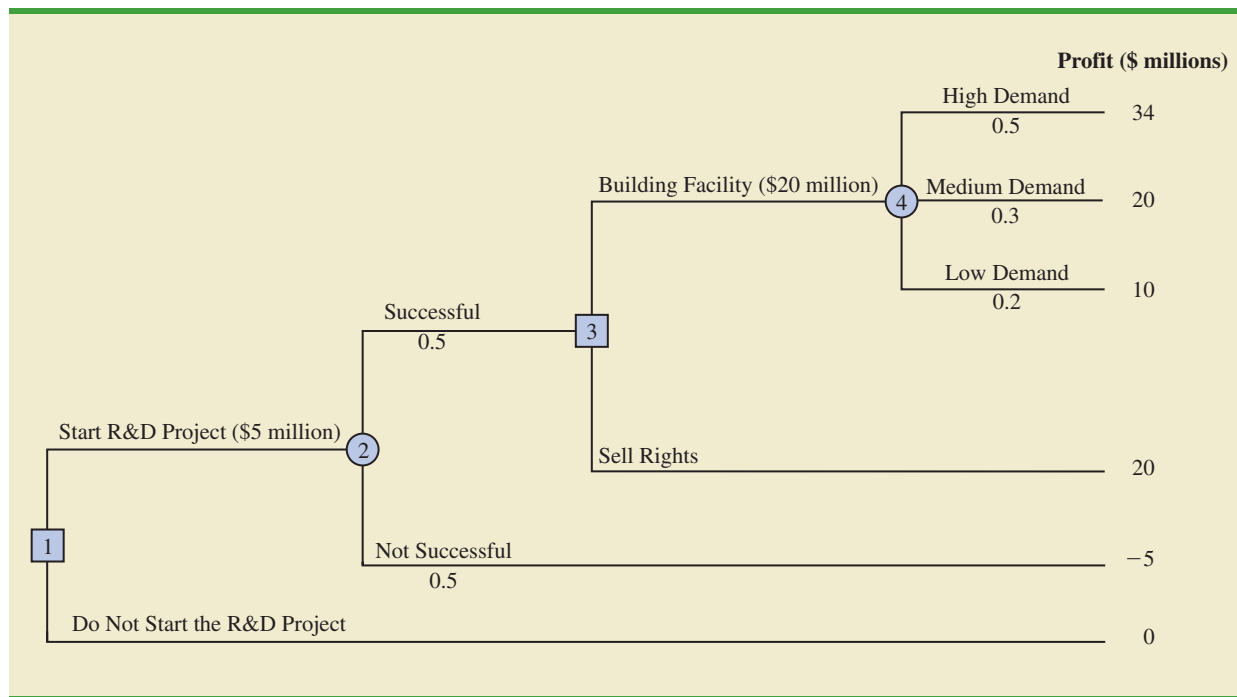 Profit ($ millions)
High Demand
34
0.5
Building Facility ($20 million)
4
Medium Demand
20
0.3
Low Demand
10
0.2
Successful
0.5
3
Start R&D Project ($5 million)
2
Sell Rights
20
1
Not Successful
−5
0.5
Do Not Start the R&D Project
0